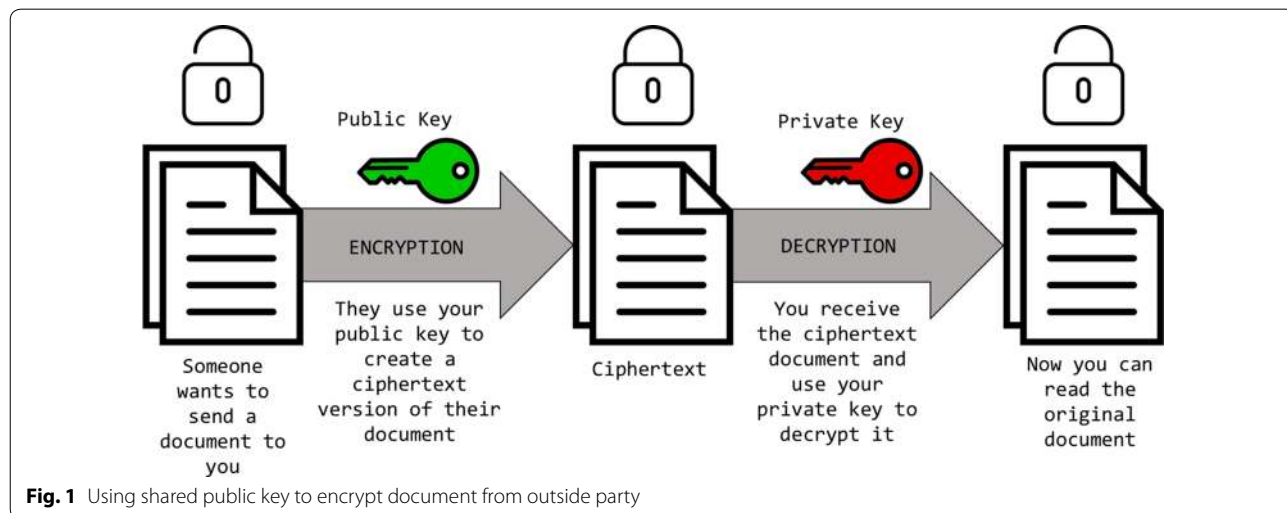 Public Key
Private Key
ENCRYPTION
DECRYPTION
Someone
wants to
send a
document to
you
They use your
public key to
create a
ciphertext
version of their
document
Ciphertext
You receive
the ciphertext
document and
use your
private key to
decrypt it
Now you can
read the
original
document
Fig. 1 Using shared public key to encrypt document from outside party